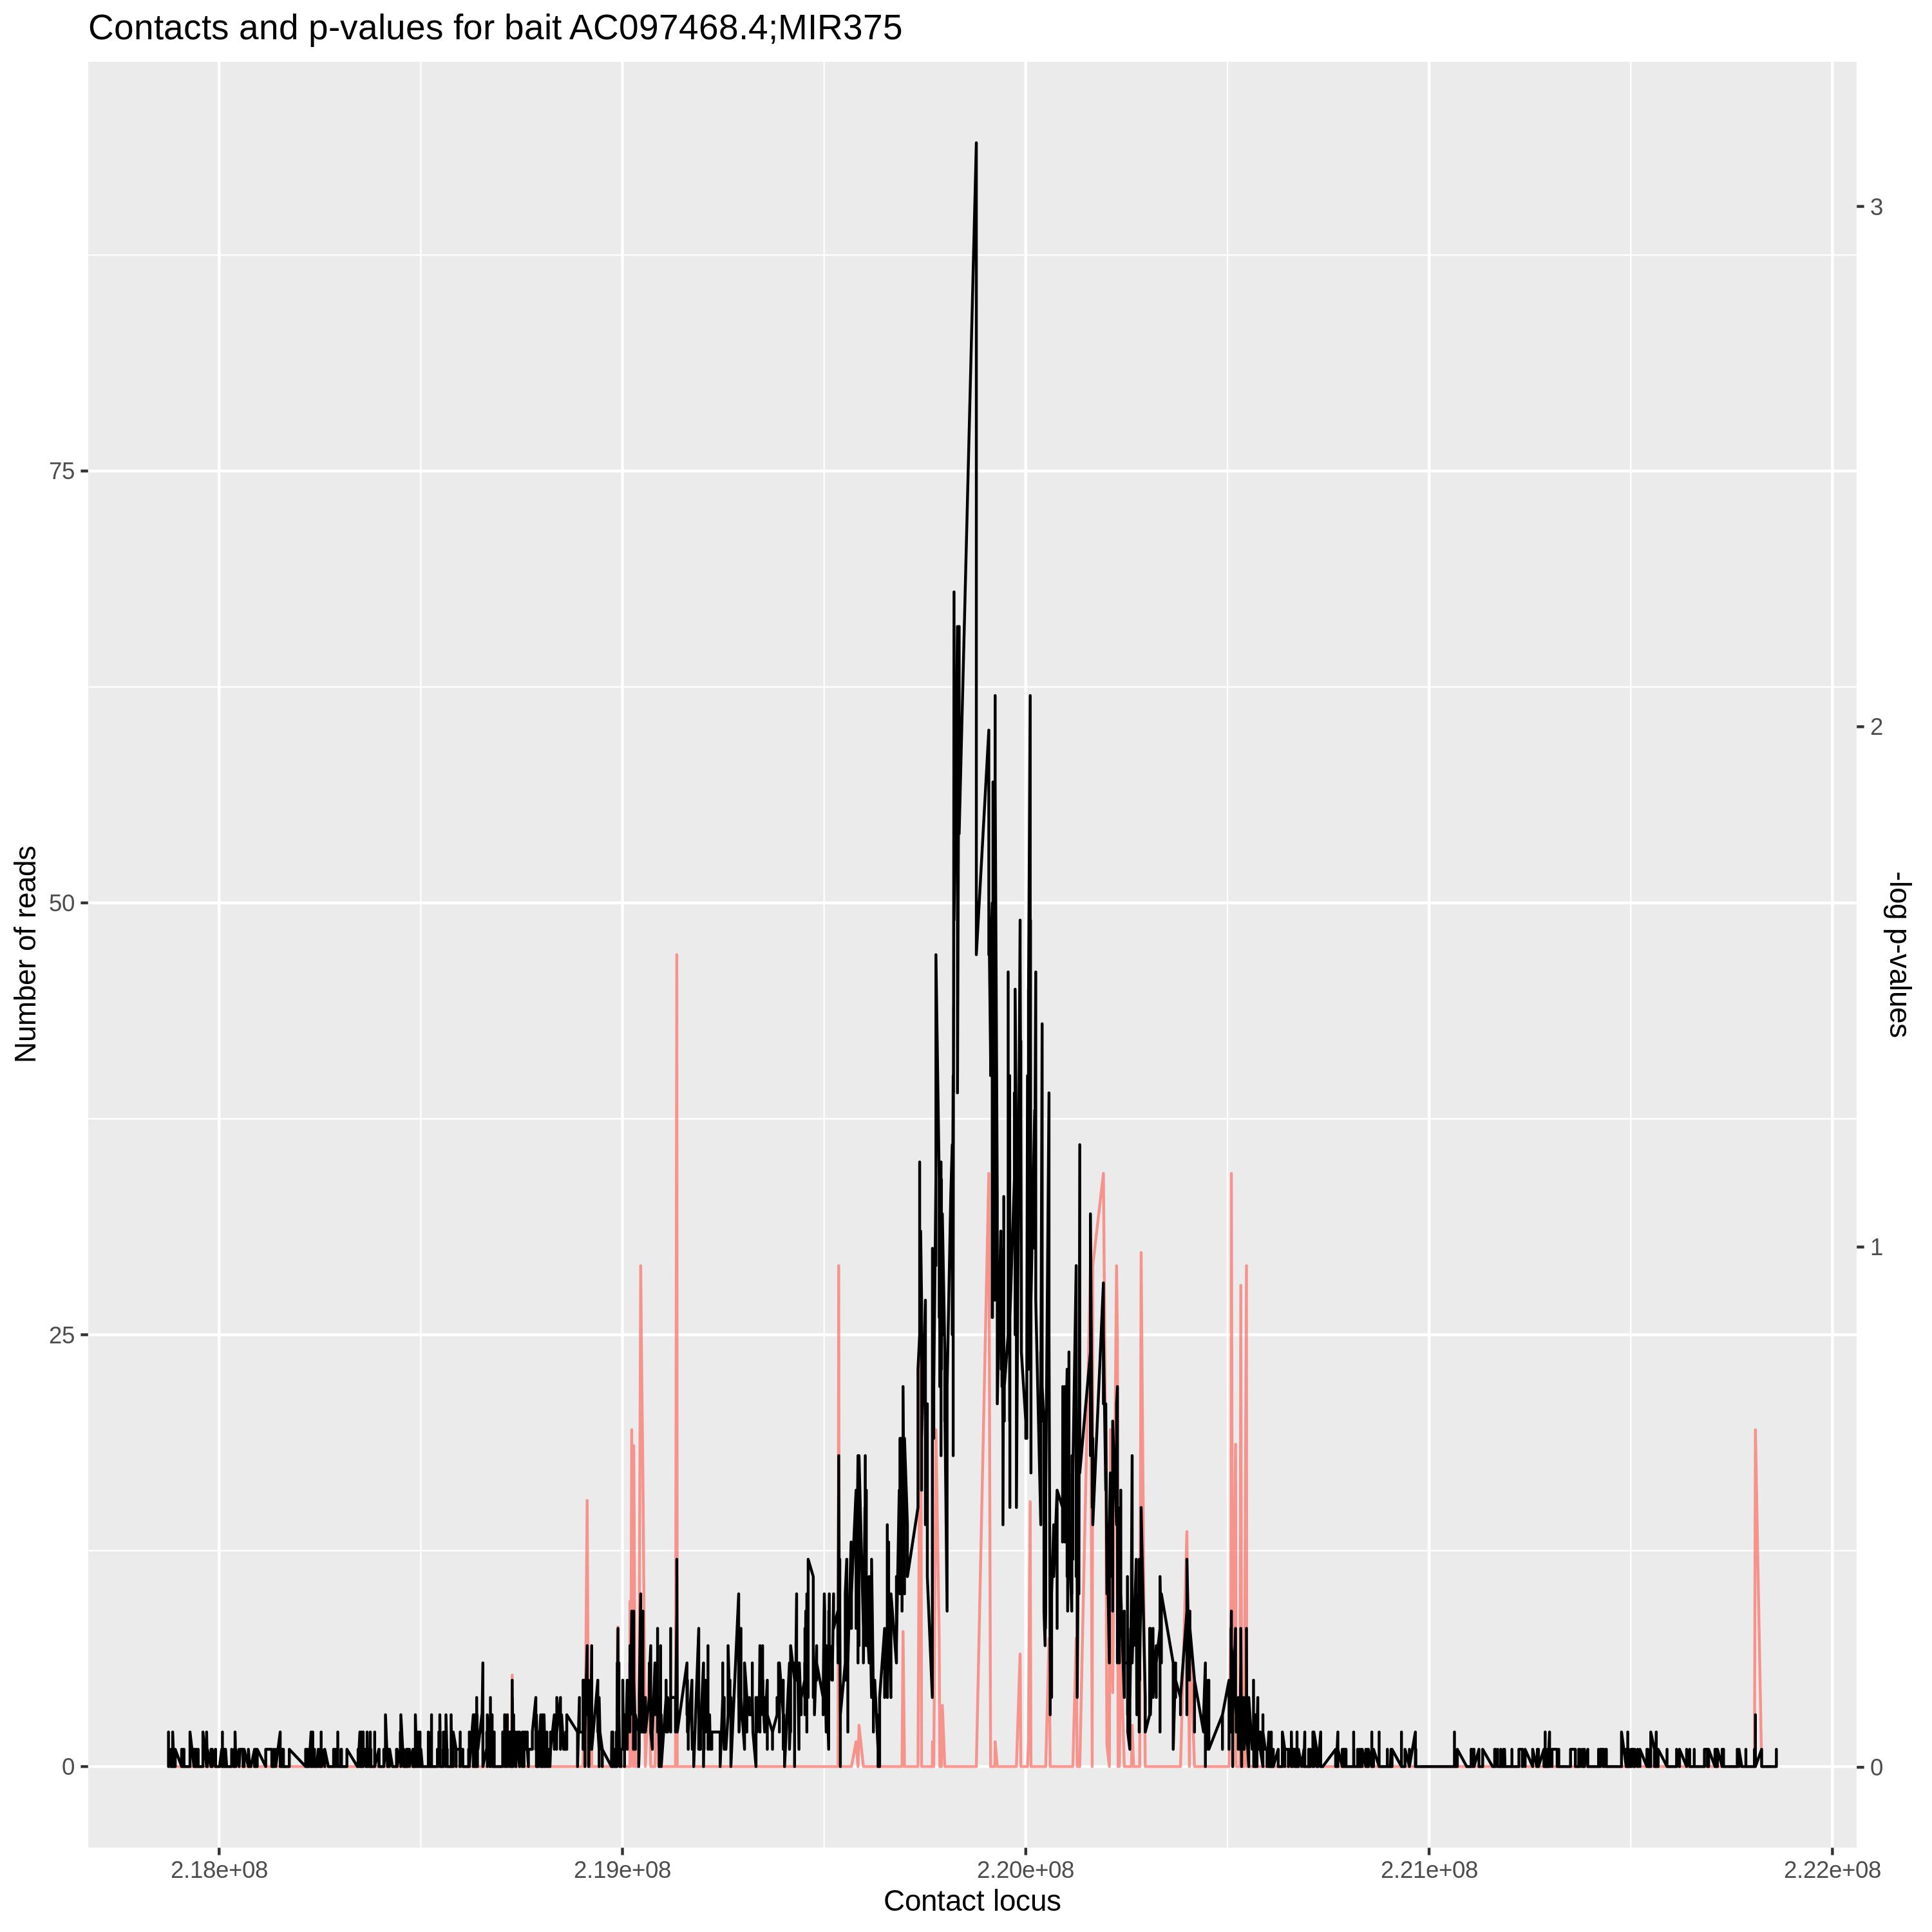 Contacts and p-values for bait AC097468.4;MIR375
Number of reads
75
50
25
0
3
2
1
0
-log p-values
2.18e+08
2.19e+08
2.20e+08
2.21e+08
2.22e+08
Contact locus